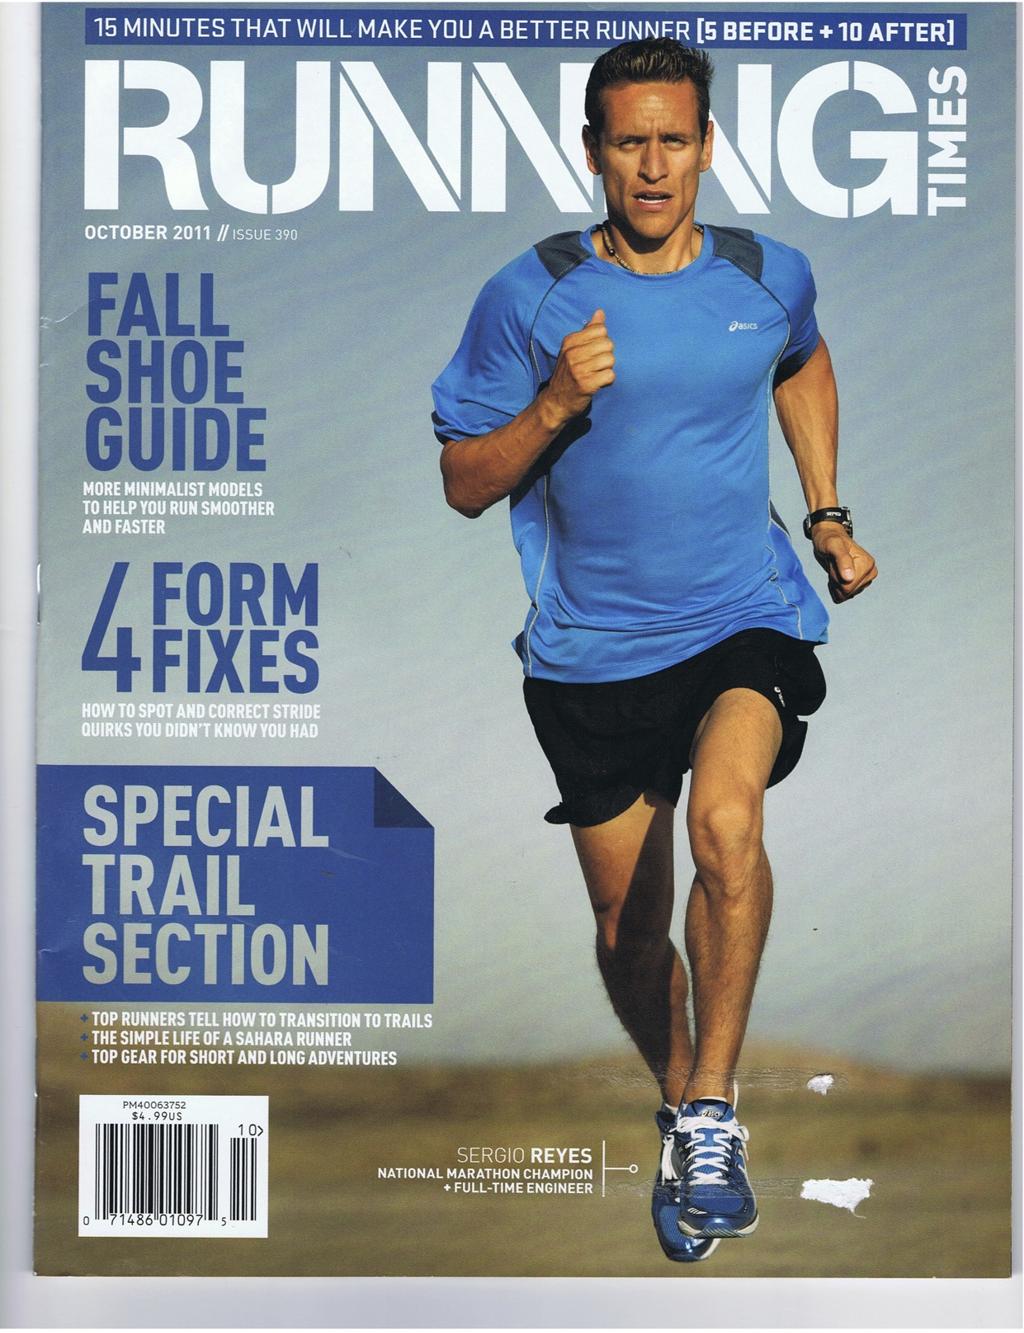 15 MINUTES THAT WILL MAKE YOU A BETTER RUNNER [5 BEFORE + 10 AFTER]
RUNNING
TIMES
OCTOBER 2011 // ISSUE 390
asics
FALL
SHOE
GUIDE
MORE MINIMALIST MODELS
TO HELP YOU RUN SMOOTHER
AND FASTER
4 FORM
FIXES
HOW TO SPOT AND CORRECT STRIDE
QUIRKS YOU DIDN'T KNOW YOU HAD
SPECIAL
TRAIL
SECTION
+ TOP RUNNERS TELL HOW TO TRANSITION TO TRAILS
+ THE SIMPLE LIFE OF A SAHARA RUNNER
+ TOP GEAR FOR SHORT AND LONG ADVENTURES
PM40063752
$4.99US
10>
0 71486 01097 5
SERGIO REYES
NATIONAL MARATHON CHAMPION
+ FULL-TIME ENGINEER